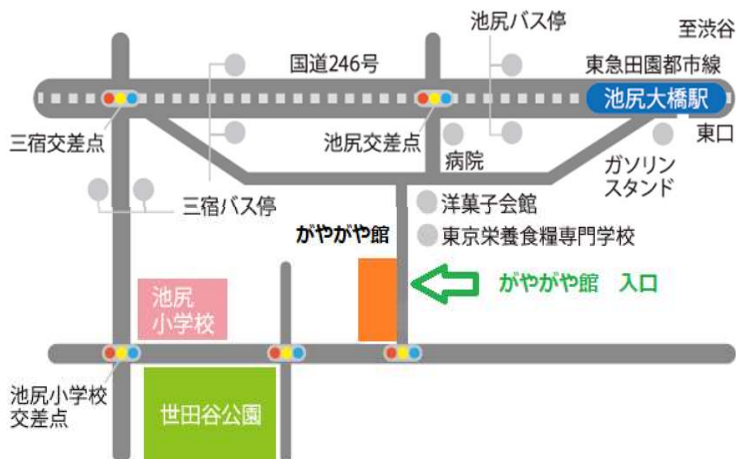 池尻バス停
至渋谷
国道246号
東急田園都市線
池尻大橋駅
三宿交差点
池尻交差点
東口
病院
ガソリン
スタンド
三宿バス停
洋菓子会館
がやがや館
東京栄養食糧専門学校
がやがや館 入口
池尻
小学校
池尻小学校
交差点
世田谷公園